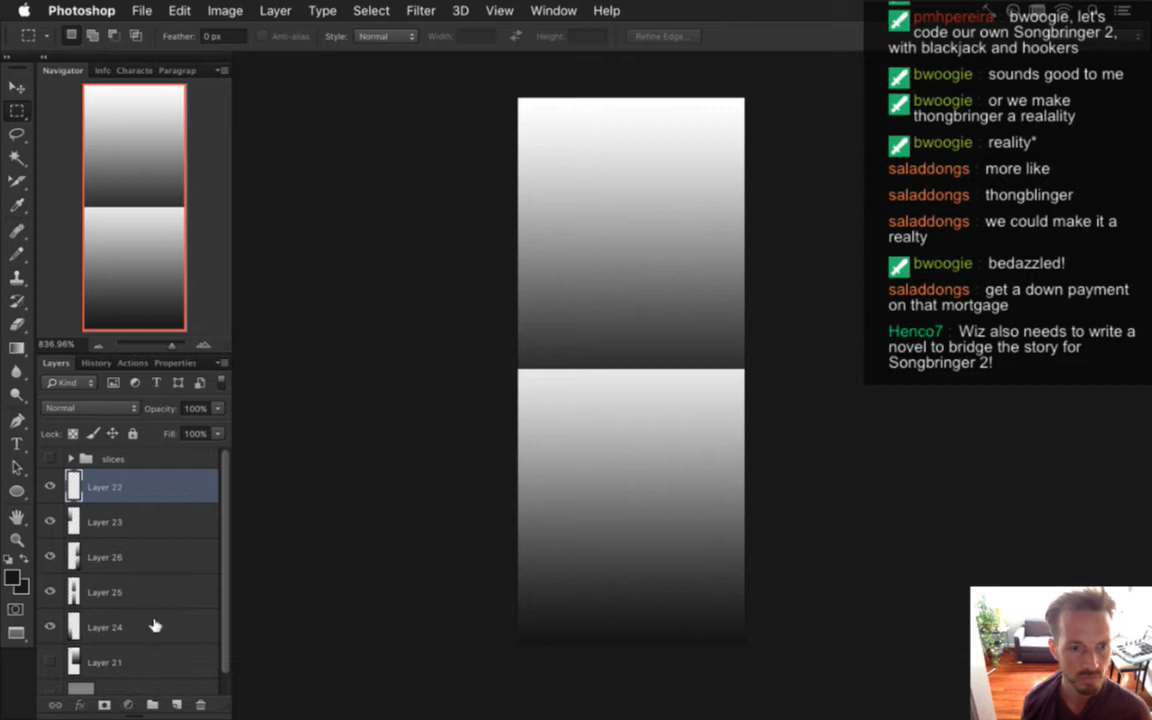 Photoshop File Edit Image Layer Type Select Filter 3D View Window Help
Feather: 0 px Anti-alias Style: Normal Width: Height: Refine Edge...
Navigator Info Characte Paragrap
836.96%
Layers History Actions Properties
Kind
Normal Opacity: 100%
Lock: Fill: 100%
slices
Layer 22
Layer 23
Layer 26
Layer 25
Layer 24
Layer 21
pmhpereira : bwoogie, let's
code our own Songbringer 2,
with blackjack and hookers
bwoogie : sounds good to me
bwoogie : or we make
thongbringer a realality
bwoogie : reality*
saladdongs : more like
saladdongs : thongblinger
saladdongs : we could make it a
realty
bwoogie : bedazzled!
saladdongs : get a down payment
on that mortgage
Henco7 : Wiz also needs to write a
novel to bridge the story for
Songbringer 2!